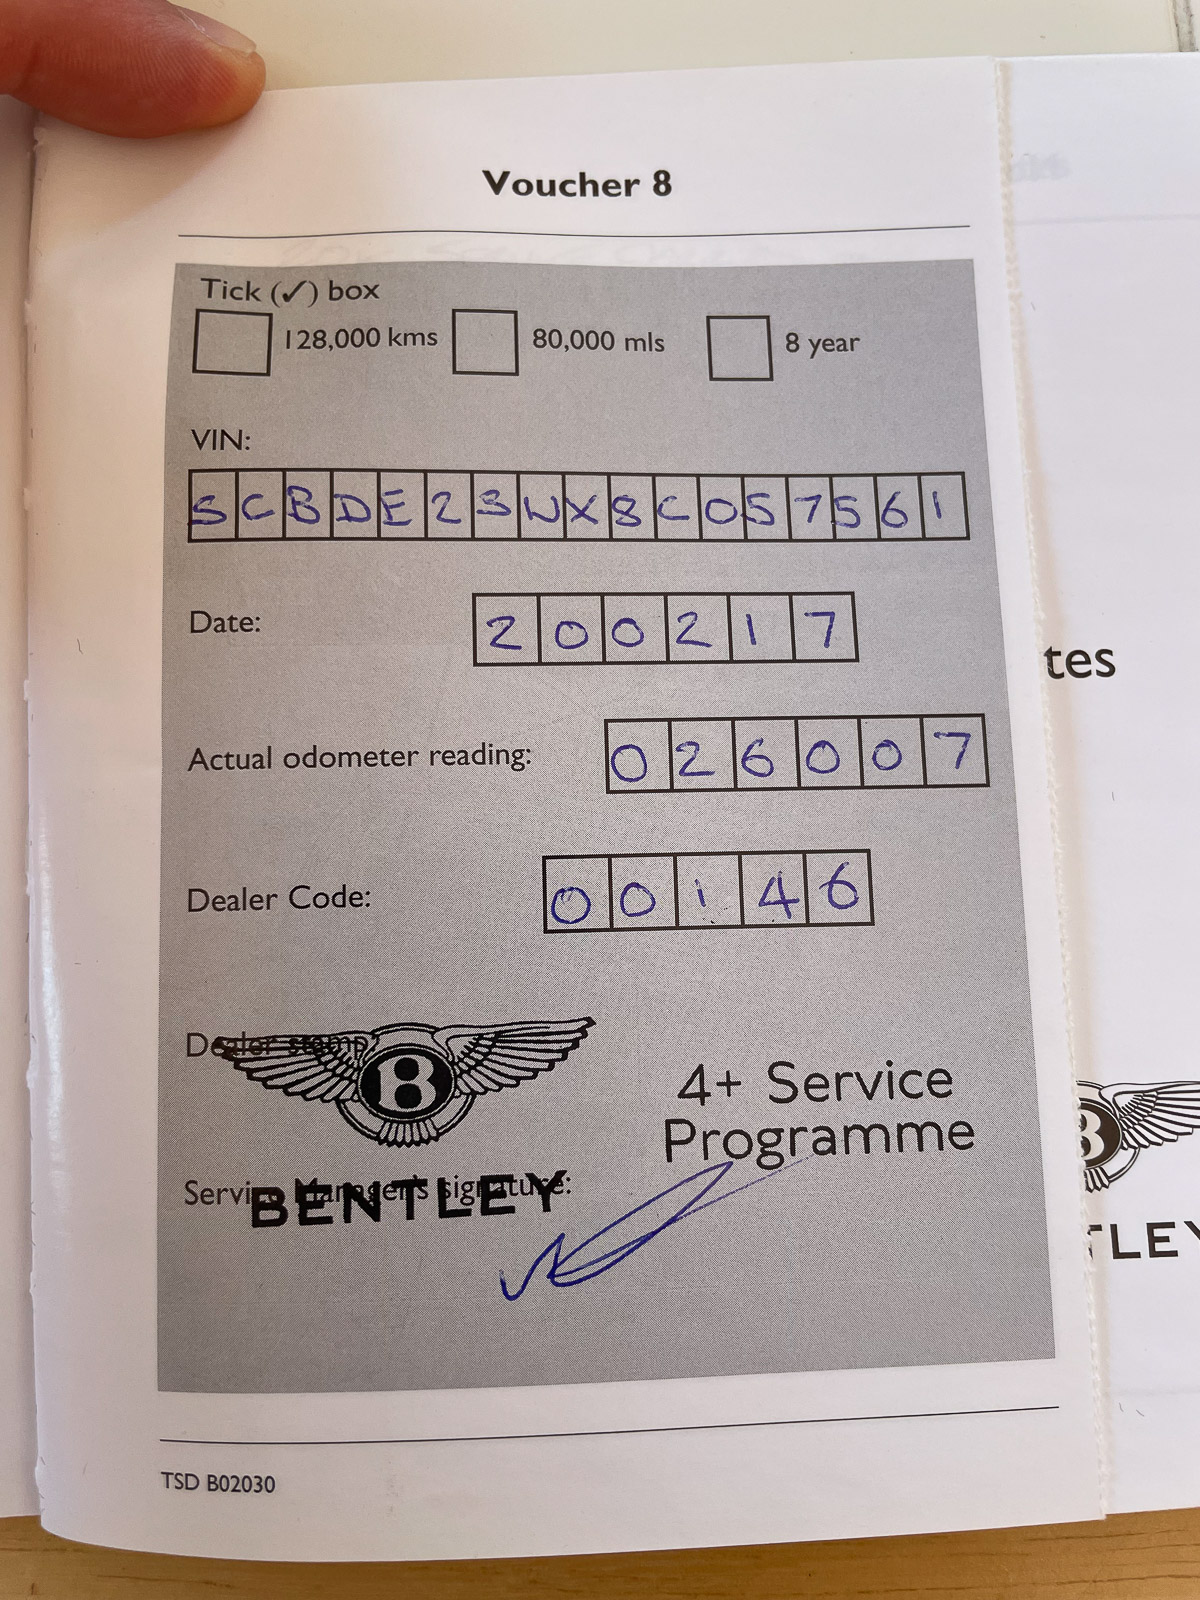 Voucher 8
Tick (✓) box
128,000 kms 80,000 mls 8 year
VIN:
SCBDE23WX8C057561
Date: 200217
Actual odometer reading: 026007
Dealer Code: 00146
Dealer stamp:
B
4+ Service
Programme
Service Manager's signature:
BENTLEY
TSD B02030
tes
B
TLEY